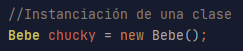 //Instanciación de una clase
Bebe chucky = new Bebe();